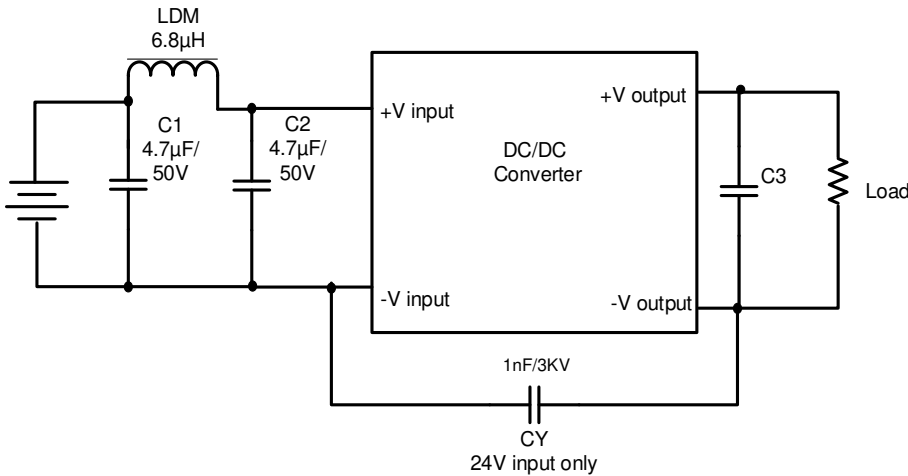 LDM
6.8µH
C1
4.7µF/
50V
C2
4.7µF/
50V
+V input
-V input
DC/DC
Converter
+V output
-V output
C3
Load
1nF/3KV
CY
24V input only